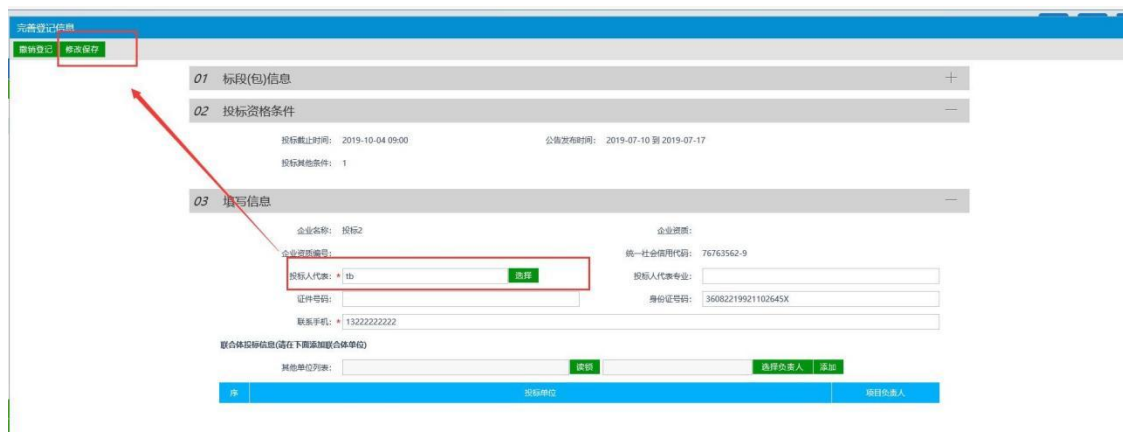 完善登记信息
撤销登记 修改保存
01 标段(包)信息
02 投标资格条件
投标截止时间: 2019-10-04 09:00 公告发布时间: 2019-07-10 到 2019-07-17
投标其他条件: 1
03 填写信息
企业名称: 投标2 企业资质:
企业资质编号: 统一社会信用代码: 76763562-9
投标人代表: * tb 选择 投标人代表专业:
证件号码: 身份证号码: 36082219921102645X
联系手机: * 13222222222
联合体投标信息(请在下面添加联合体单位)
其他单位列表: 读锁 选择负责人 添加
序 投标单位 项目负责人